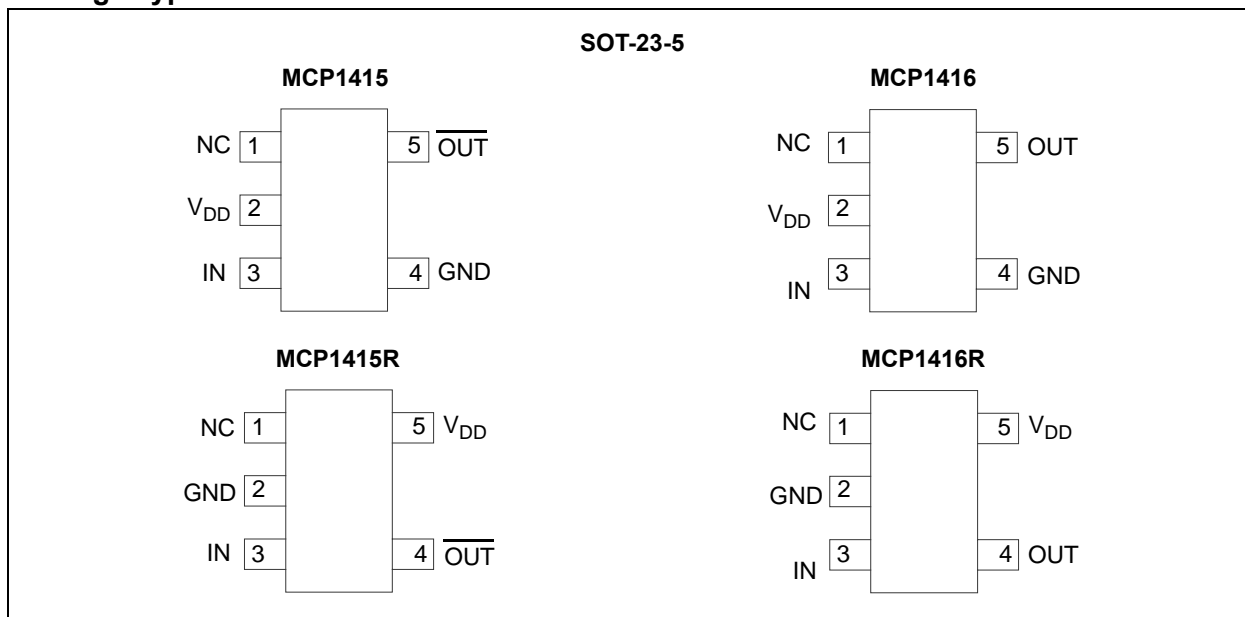 SOT-23-5
MCP1415
NC 1 5 OUT
VDD 2
IN 3 4 GND
MCP1416
NC 1 5 OUT
VDD 2
IN 3 4 GND
MCP1415R
NC 1 5 VDD
GND 2
IN 3 4 OUT
MCP1416R
NC 1 5 VDD
GND 2
IN 3 4 OUT